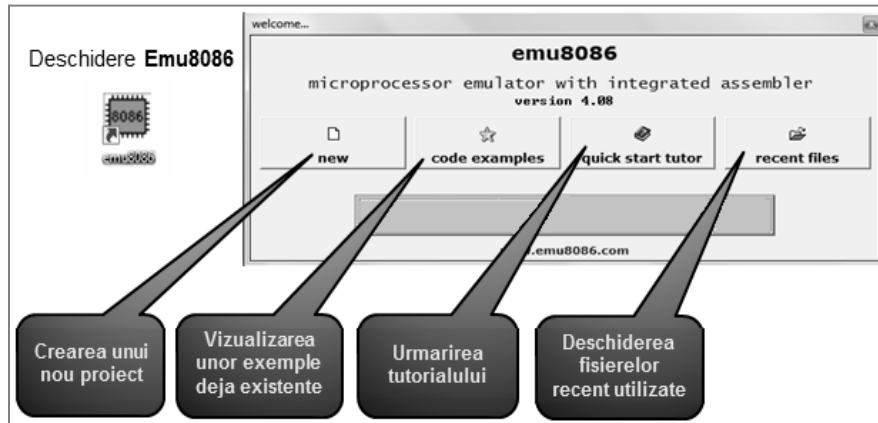 welcome...
Deschidere Emu8086
emu8086
microprocessor emulator with integrated assembler
version 4.08
8086
emu8086
new
code examples
quick start tutor
recent files
.emu8086.com
Crearea unui
nou proiect
Vizualizarea
unor exemple
deja existente
Urmarirea
tutorialului
Deschiderea
fisierelor
recent utilizate